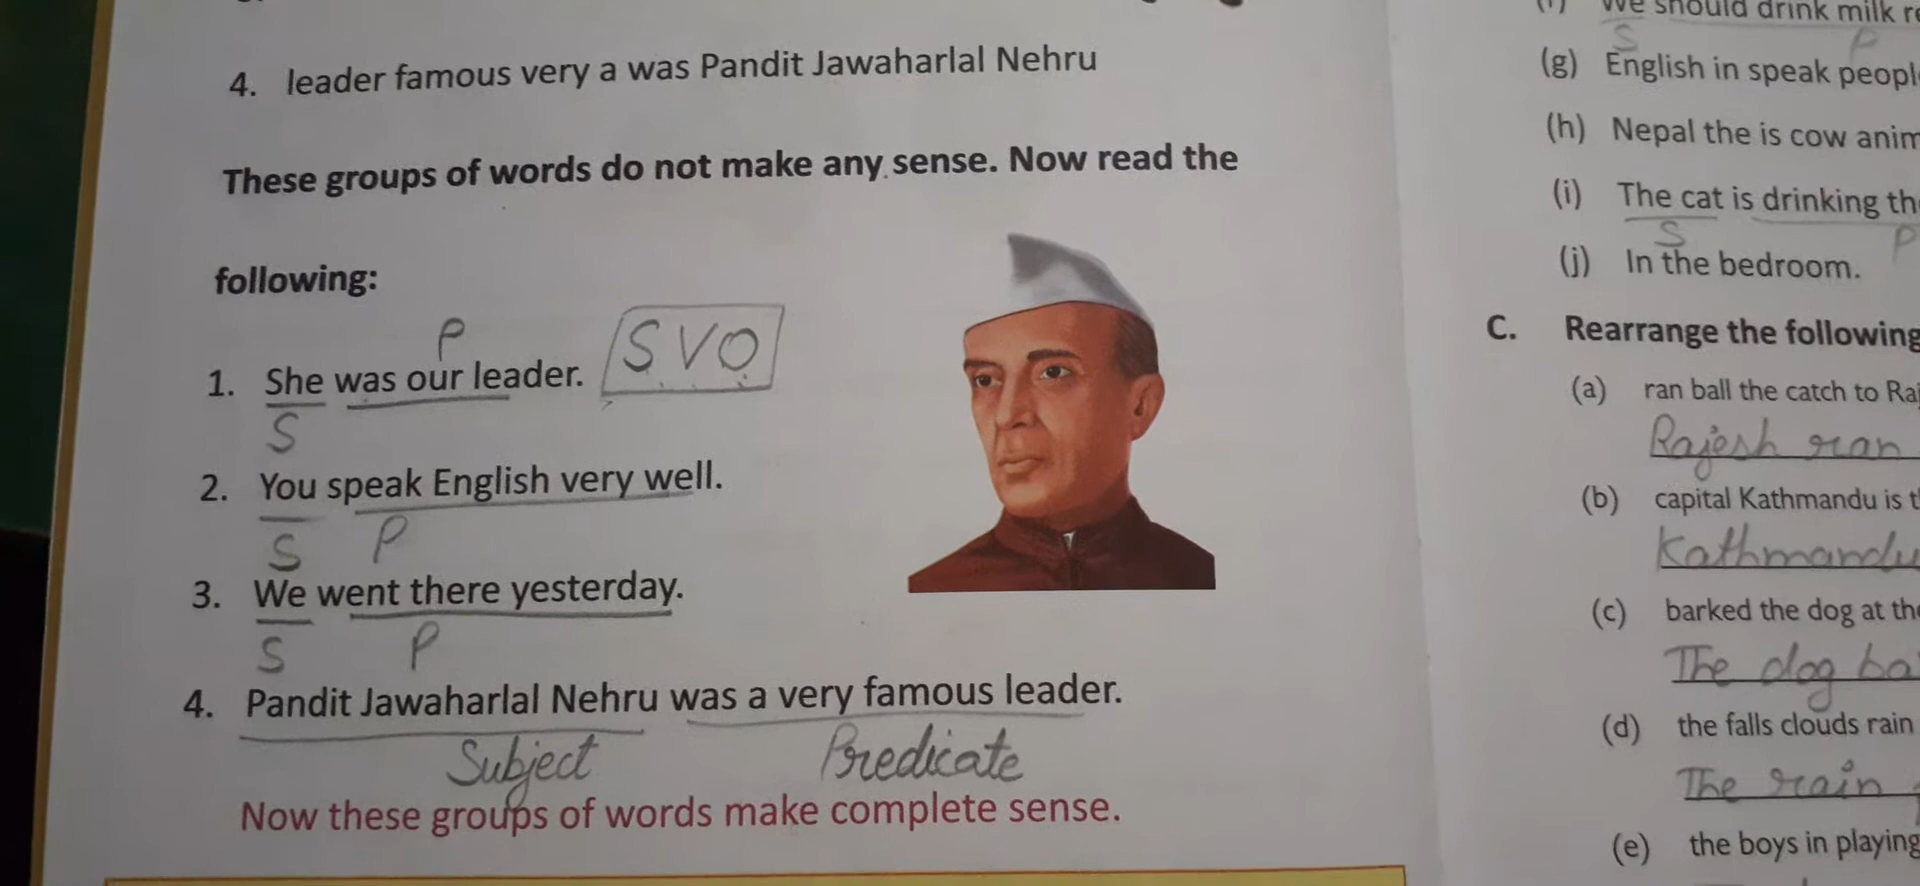 4. leader famous very a was Pandit Jawaharlal Nehru
These groups of words do not make any sense. Now read the
following:
P
SVO
1. She was our leader.
S
2. You speak English very well.
S P
3. We went there yesterday.
S P
4. Pandit Jawaharlal Nehru was a very famous leader.
Subject Predicate
Now these groups of words make complete sense.
We should drink milk
S P
(g) English in speak
(h) Nepal the is cow
(i) The cat is drinking
S P
(j) In the bedroom.
C. Rearrange the following
(a) ran ball the catch to
Rajesh ran
(b) capital Kathmandu is
Kathmandu
(c) barked the dog at
The dog
(d) the falls clouds rain
The rain
(e) the boys in playing